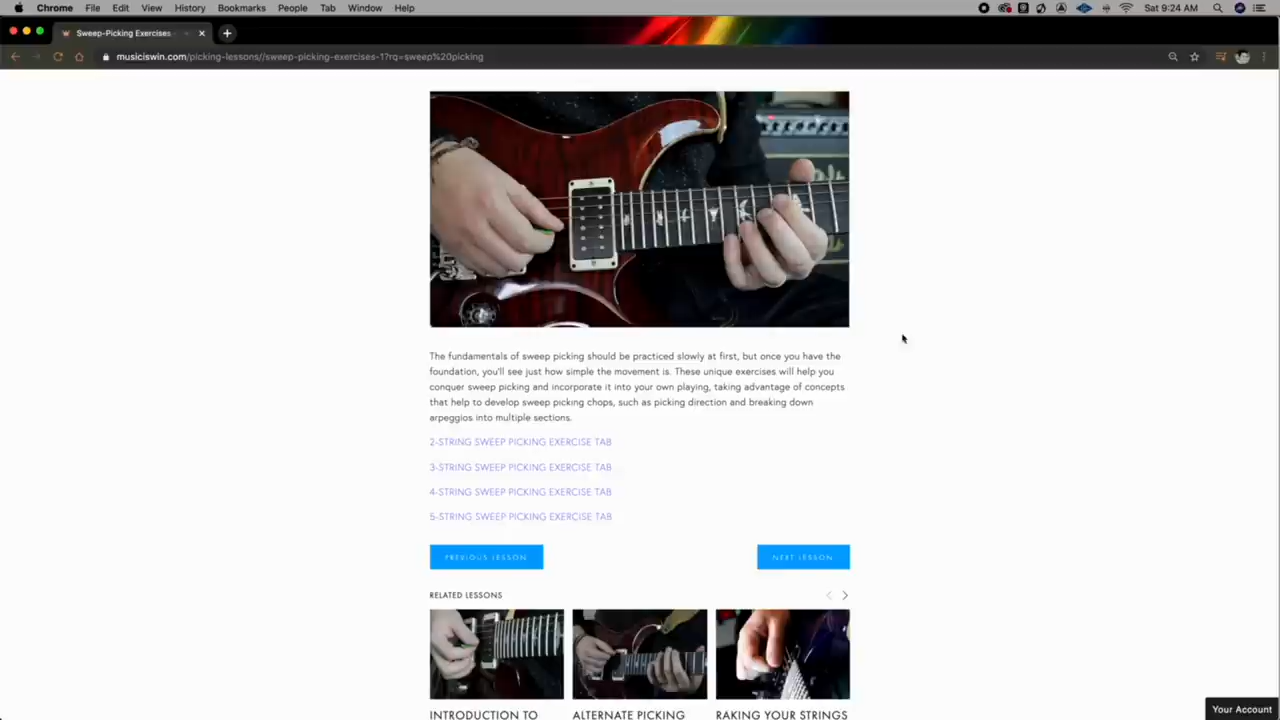 Chrome File Edit View History Bookmarks People Tab Window Help Sat 9:24 AM
Sweep-Picking Exercises
musiciswin.com/picking-lessons//sweep-picking-exercises-1?rq=sweep%20picking
The fundamentals of sweep picking should be practiced slowly at first, but once you have the
foundation, you'll see just how simple the movement is. These unique exercises will help you
conquer sweep picking and incorporate it into your own playing, taking advantage of concepts
that help to develop sweep picking chops, such as picking direction and breaking down
arpeggios into multiple sections.
2-STRING SWEEP PICKING EXERCISE TAB
3-STRING SWEEP PICKING EXERCISE TAB
4-STRING SWEEP PICKING EXERCISE TAB
5-STRING SWEEP PICKING EXERCISE TAB
PREVIOUS LESSON NEXT LESSON
RELATED LESSONS
INTRODUCTION TO ALTERNATE PICKING RAKING YOUR STRINGS
Your Account